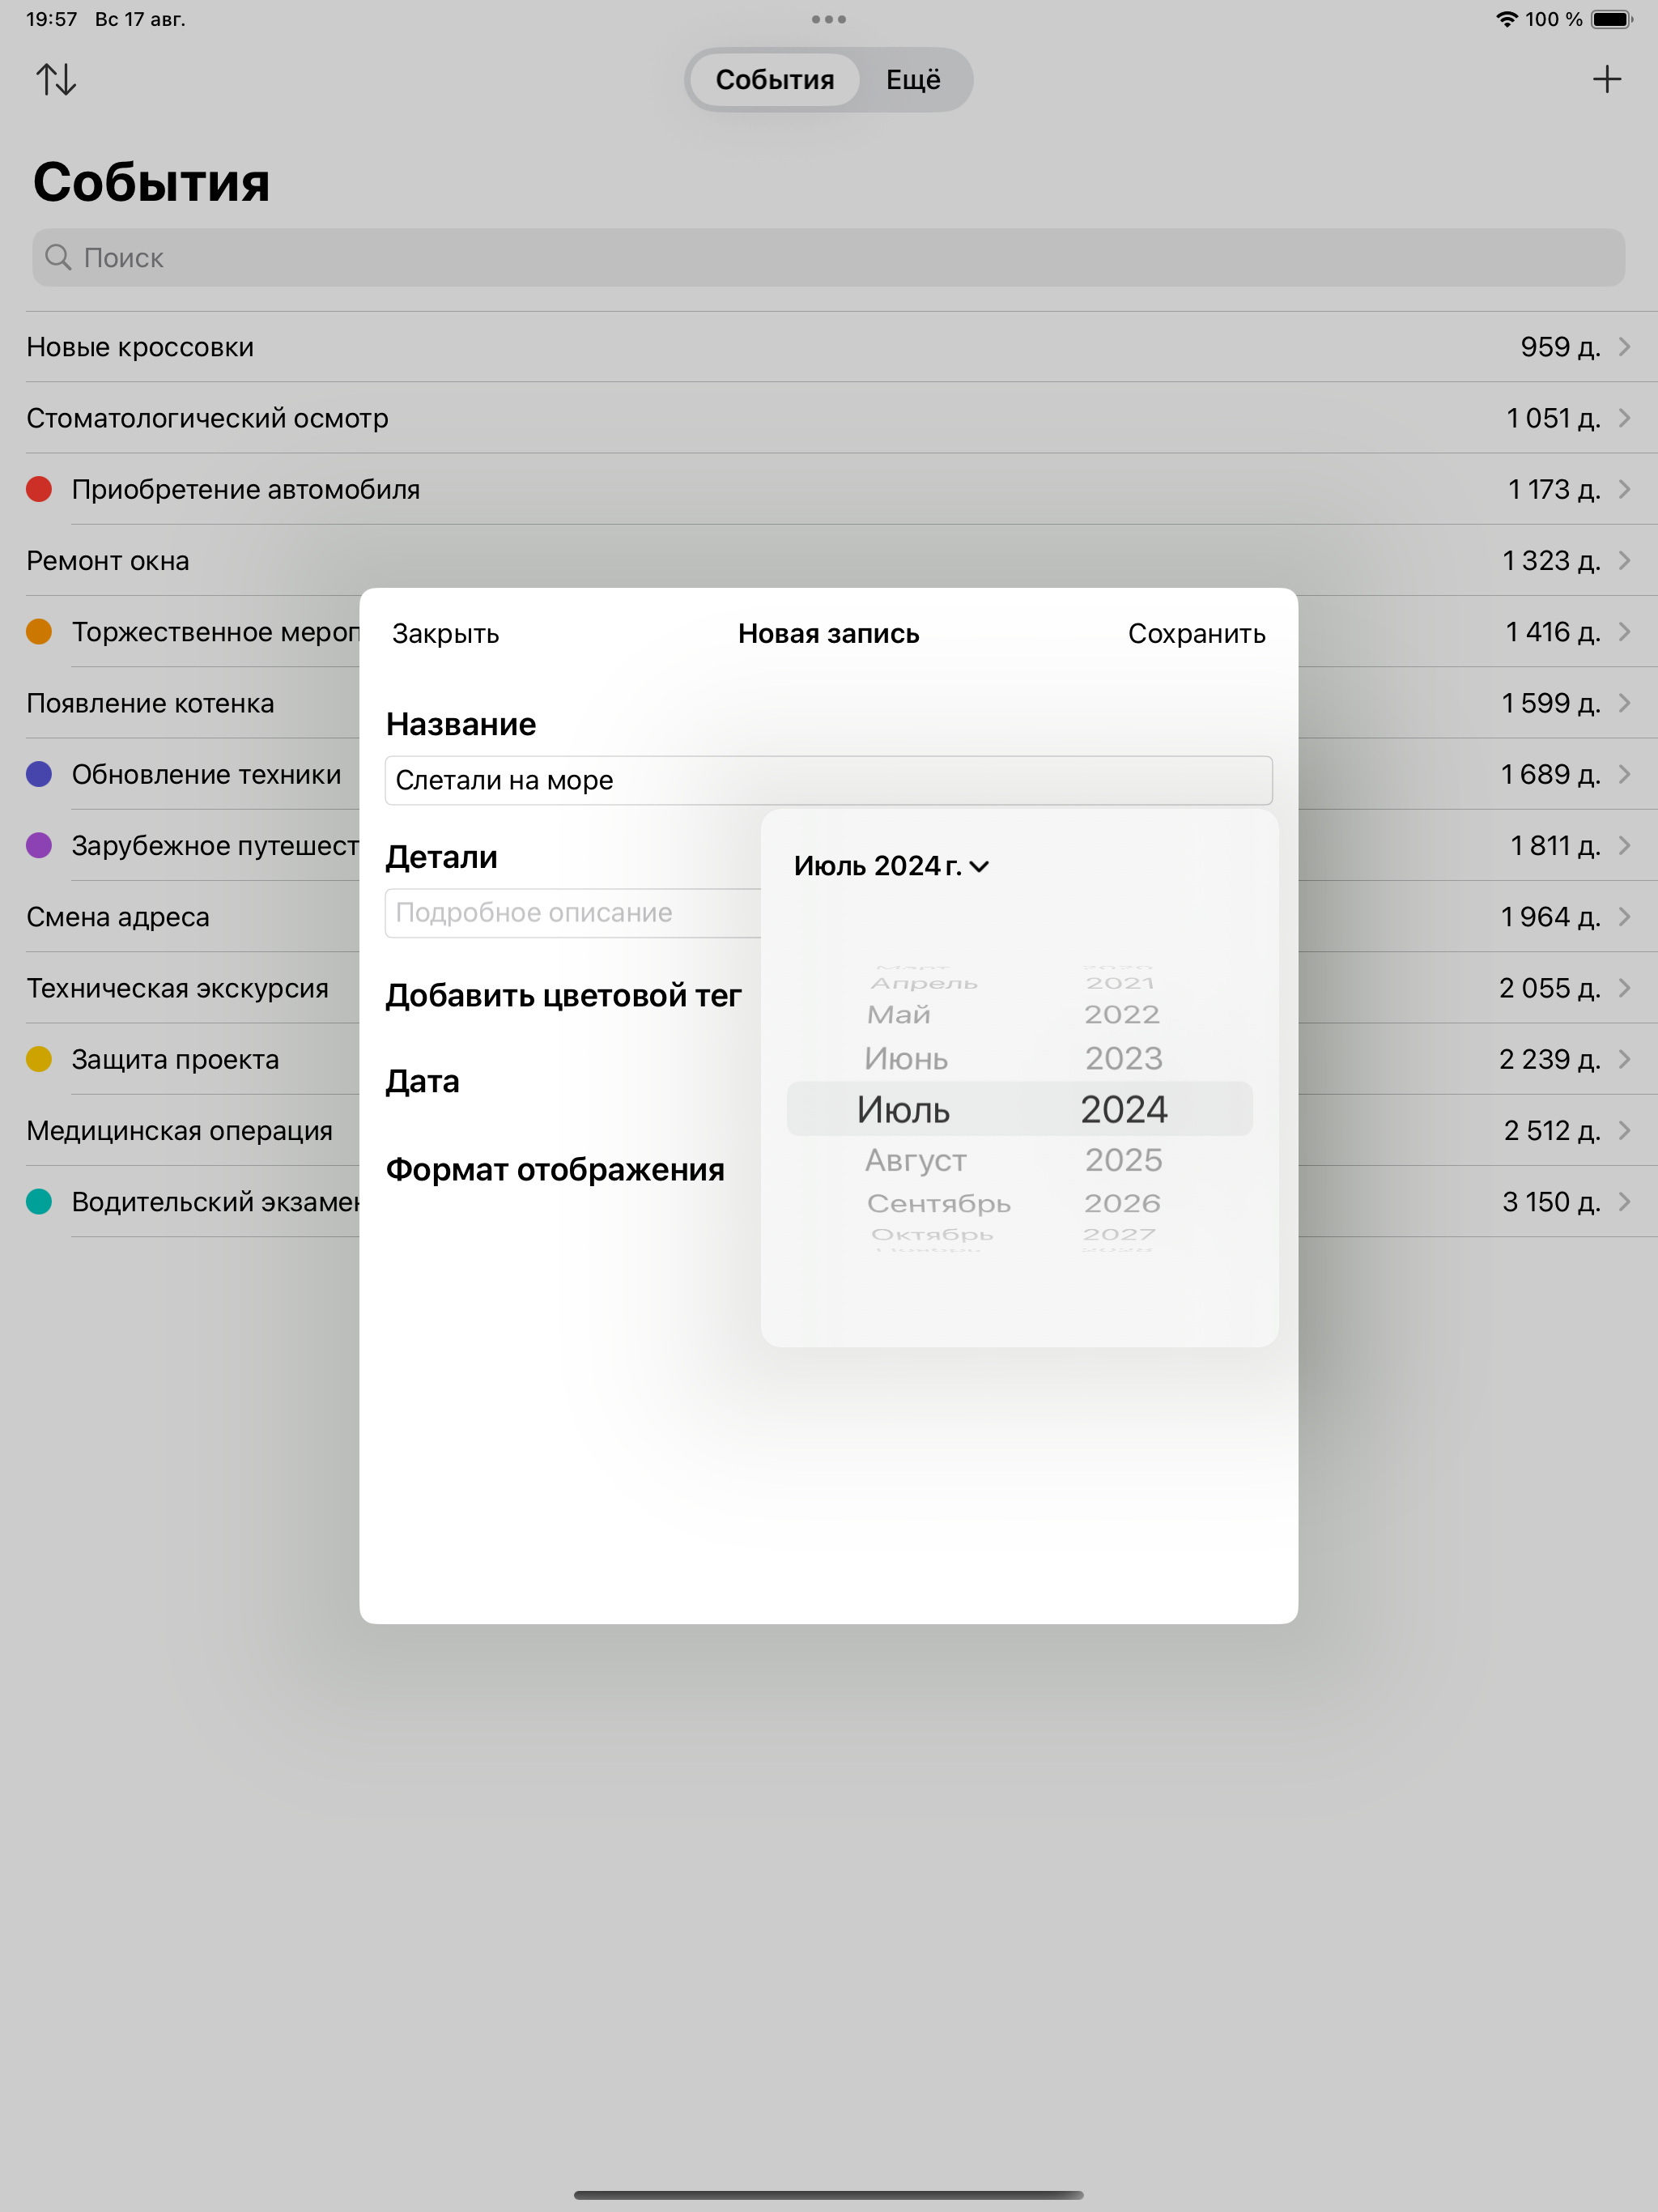 19:57 Вс 17 авг.
100 %
События Ещё
События
Поиск
Новые кроссовки 959 д.
Стоматологический осмотр 1 051 д.
Приобретение автомобиля 1 173 д.
Ремонт окна 1 323 д.
Торжественное мероп 1 416 д.
Появление котенка 1 599 д.
Обновление техники 1 689 д.
Зарубежное путешест 1 811 д.
Смена адреса 1 964 д.
Техническая экскурсия 2 055 д.
Защита проекта 2 239 д.
Медицинская операция 2 512 д.
Водительский экзамен 3 150 д.
Закрыть Новая запись Сохранить
Название
Слетали на море
Детали
Подробное описание
Добавить цветовой тег
Дата
Формат отображения
Июль 2024 г.
Март 2020
Апрель 2021
Май 2022
Июнь 2023
Июль 2024
Август 2025
Сентябрь 2026
Октябрь 2027
Ноябрь 2028